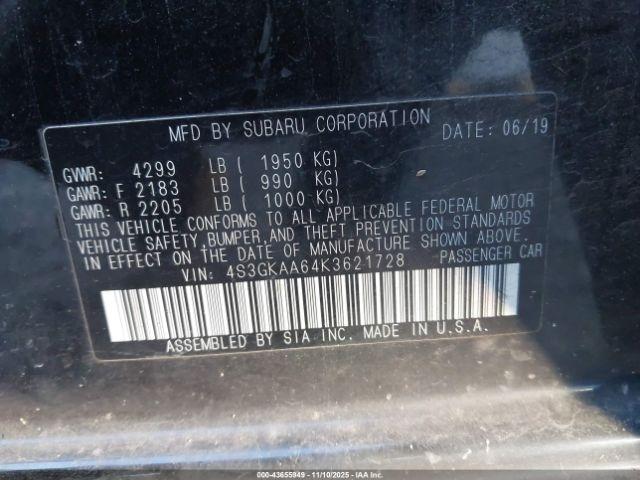 MFD BY SUBARU CORPORATION DATE: 06/19
GVWR: 4299 LB ( 1950 KG)
GAWR: F 2183 LB ( 990 KG)
GAWR: R 2205 LB ( 1000 KG)
THIS VEHICLE CONFORMS TO ALL APPLICABLE FEDERAL MOTOR
VEHICLE SAFETY,BUMPER,AND THEFT PREVENTION STANDARDS
IN EFFECT ON THE DATE OF MANUFACTURE SHOWN ABOVE.
VIN: 4S3GKAA64K3621728 PASSENGER CAR
ASSEMBLED BY SIA INC. MADE IN U.S.A.
000-43655949 - 11/10/2025 - IAA Inc.